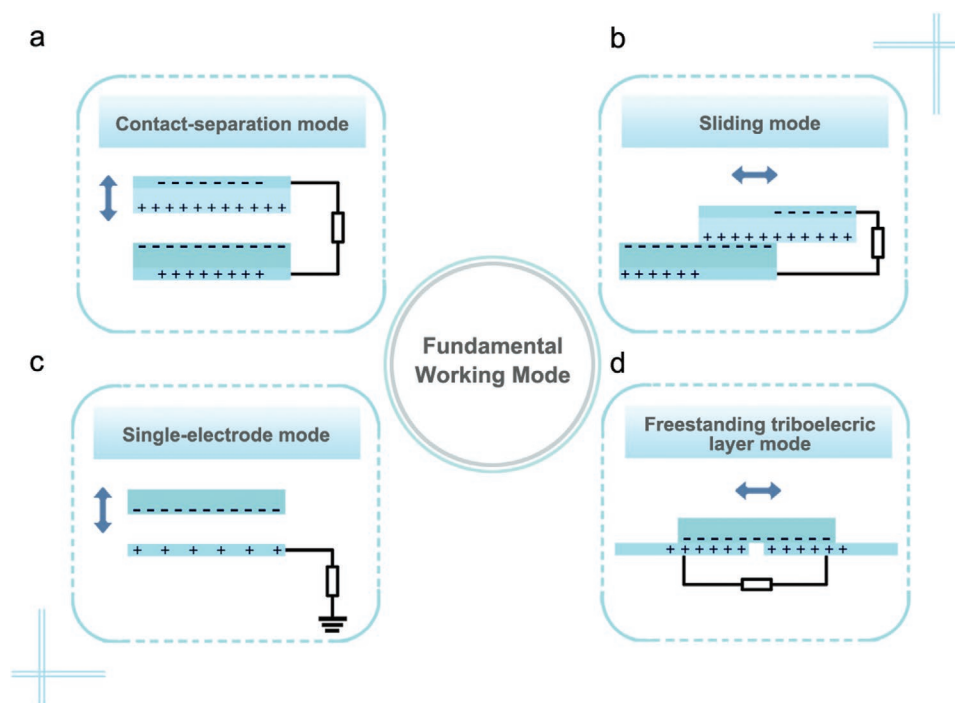 a
Contact-separation mode
- - - - - - - - -
+ + + + + + + + + + +
- - - - - - - - - - - -
+ + + + + + + +
b
Sliding mode
- - - - - - -
+ + + + + + + + + + +
- - - - - - - - - - - -
+ + + + + +
Fundamental
Working Mode
c
Single-electrode mode
- - - - - - - - - - - -
+ + + + + +
d
Freestanding triboelecric
layer mode
- - - - - - - - - - - -
+ + + + + + + + + + + +